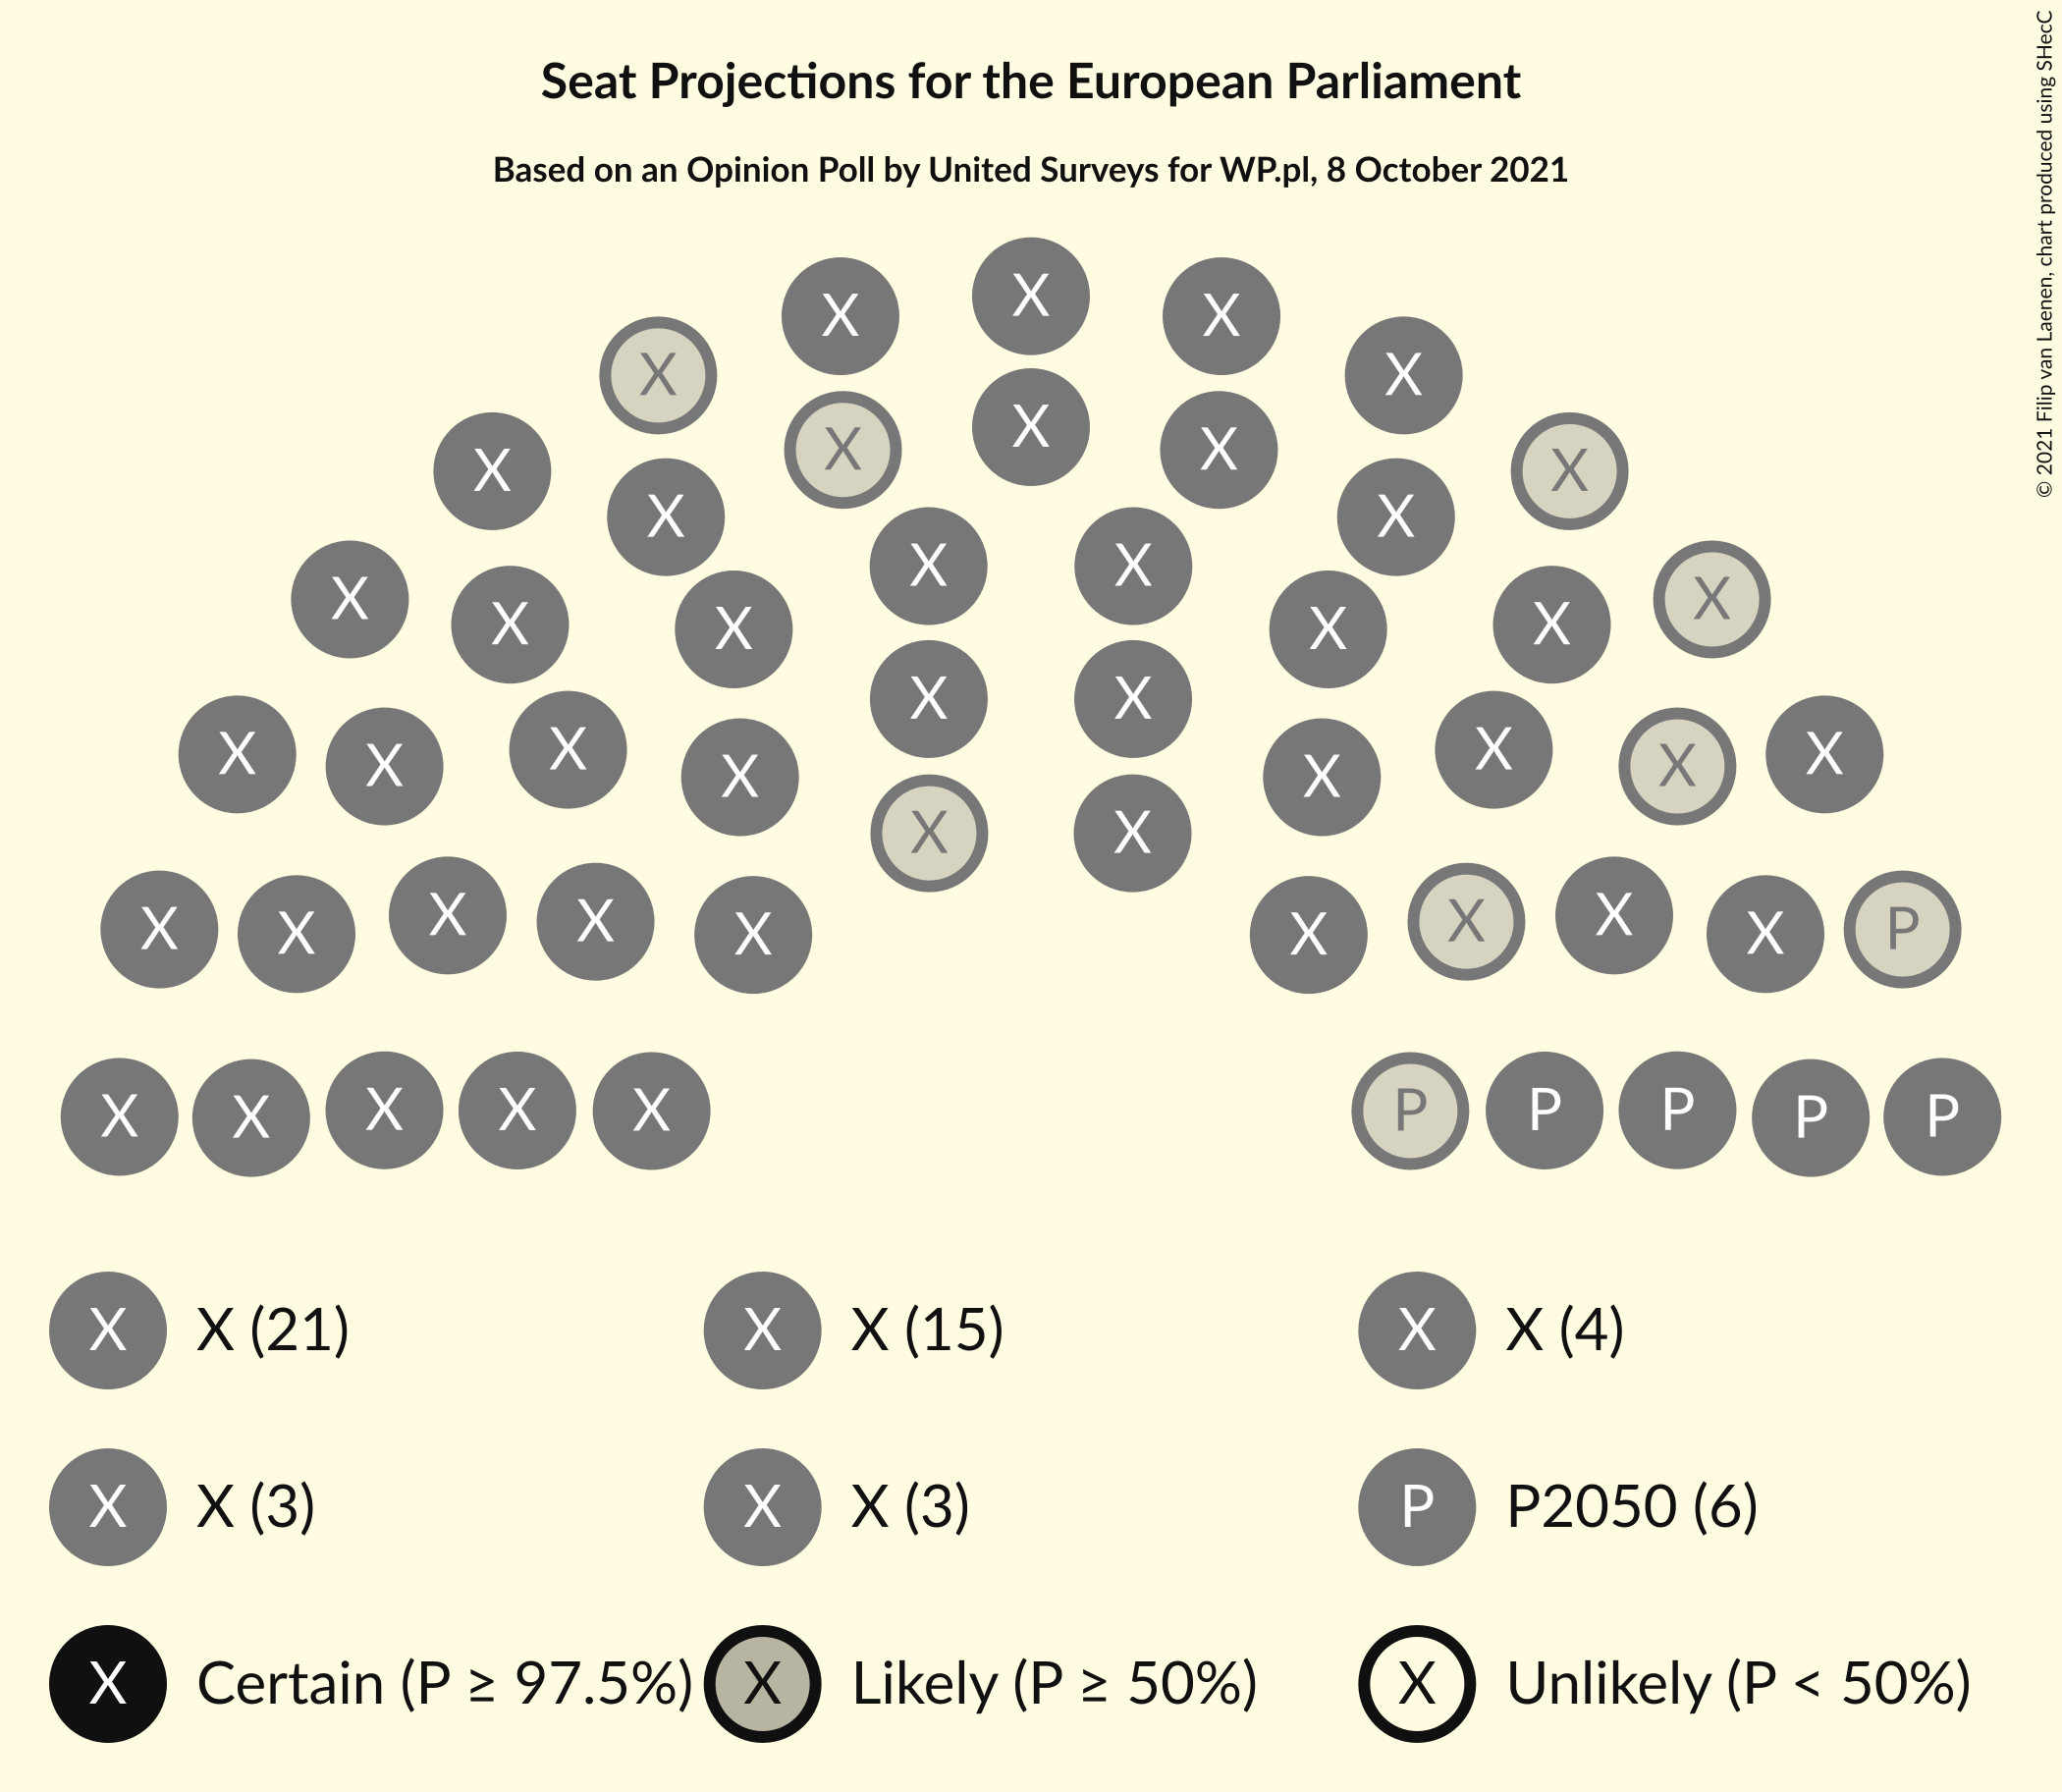 © 2021 Filip van Laenen, chart produced using SHecC
Seat Projections for the European Parliament
Based on an Opinion Poll by United Surveys for WP.pl, 8 October 2021
X X X
X X
X
X X
X X
X X
X X
X X
X X X X
X X
X X X X X X X X
X X
X X X X X X X X X P
X X X X X P P P P P
X X (21) X X (15) X X (4)
X X (3) X X (3) P P2050 (6)
X Certain (P ≥ 97.5%) X Likely (P ≥ 50%) X Unlikely (P < 50%)